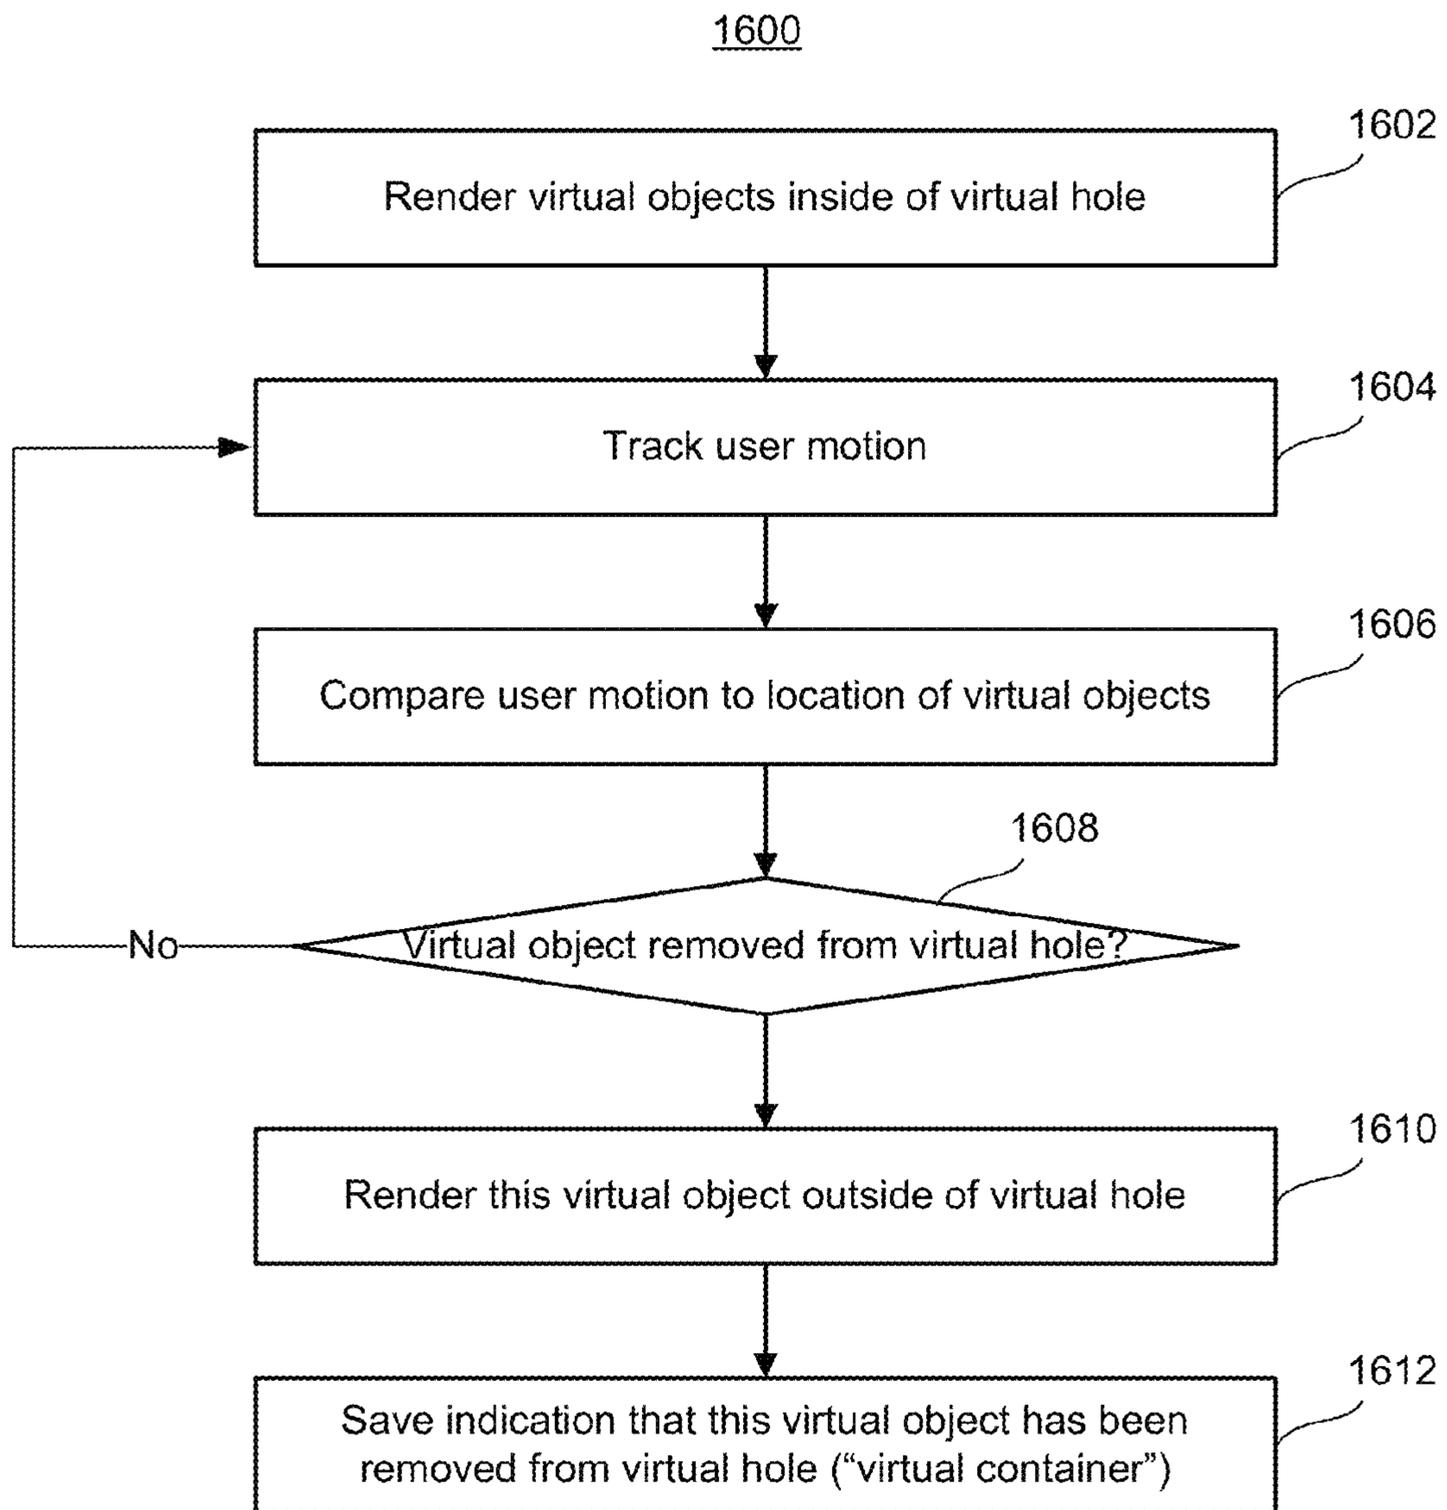 1600
1602
Render virtual objects inside of virtual hole
1604
Track user motion
1606
Compare user motion to location of virtual objects
1608
Virtual object removed from virtual hole?
No
1610
Render this virtual object outside of virtual hole
1612
Save indication that this virtual object has been
removed from virtual hole (“virtual container”)